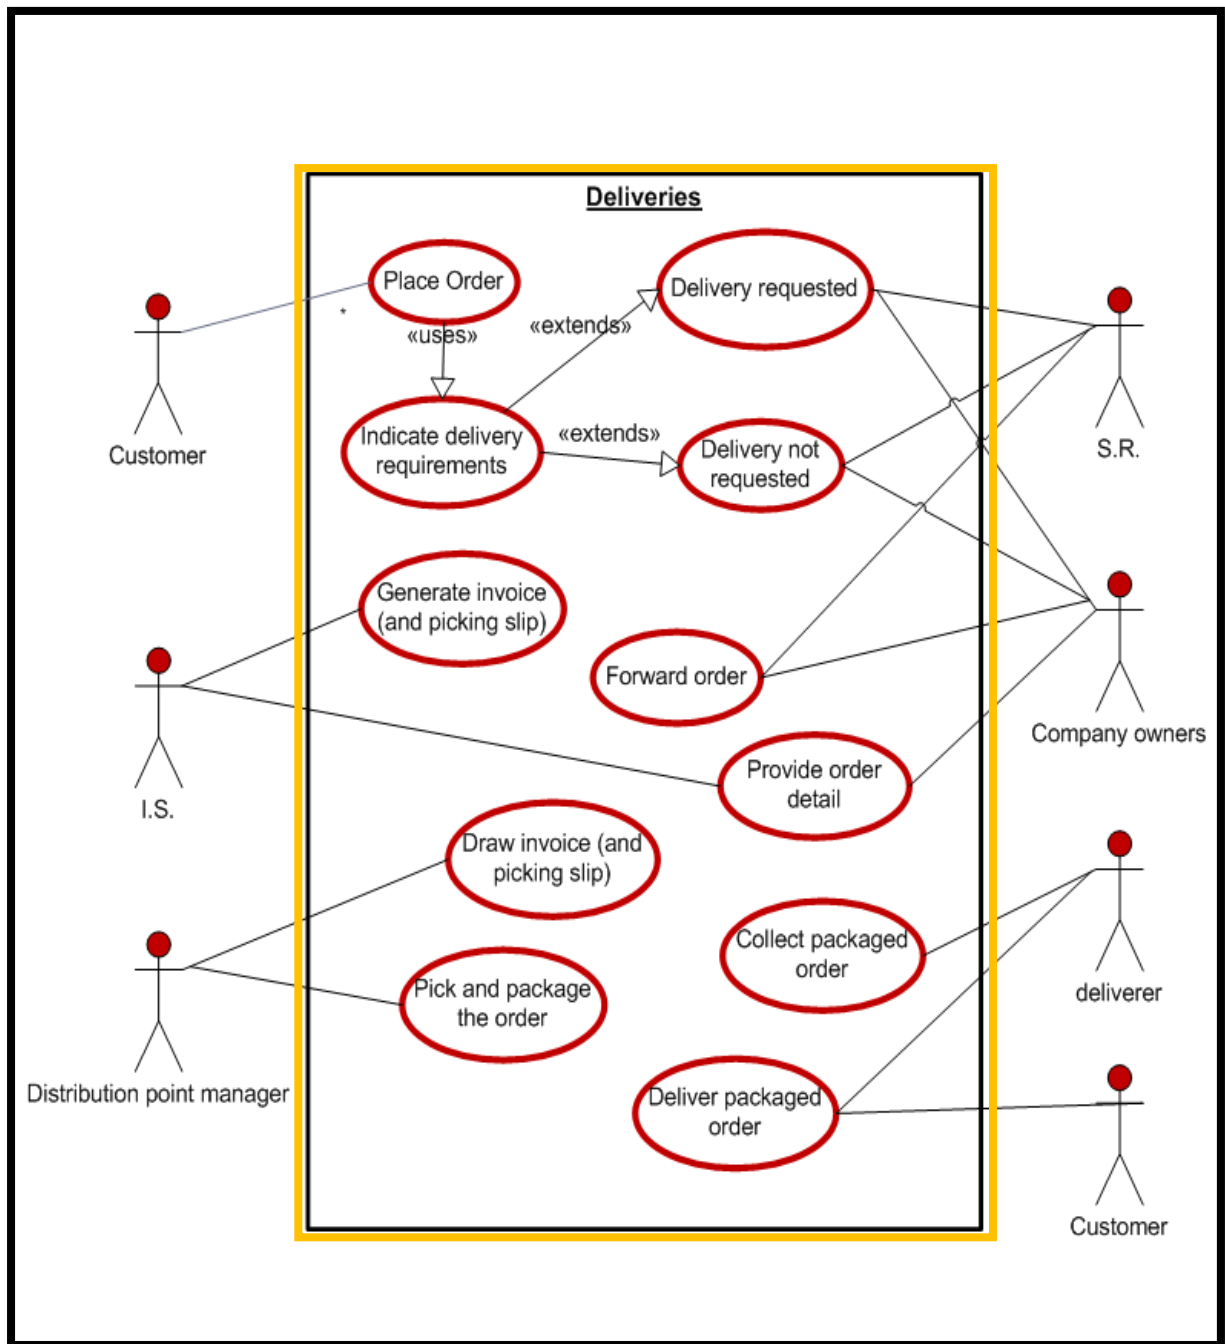 Deliveries
Place Order
Delivery requested
*
«uses»
«extends»
Customer
Indicate delivery
requirements
«extends»
Delivery not
requested
S.R.
Generate invoice
(and picking slip)
Forward order
Company owners
Provide order
detail
I.S.
Draw invoice (and
picking slip)
Collect packaged
order
deliverer
Pick and package
the order
Distribution point manager
Deliver packaged
order
Customer